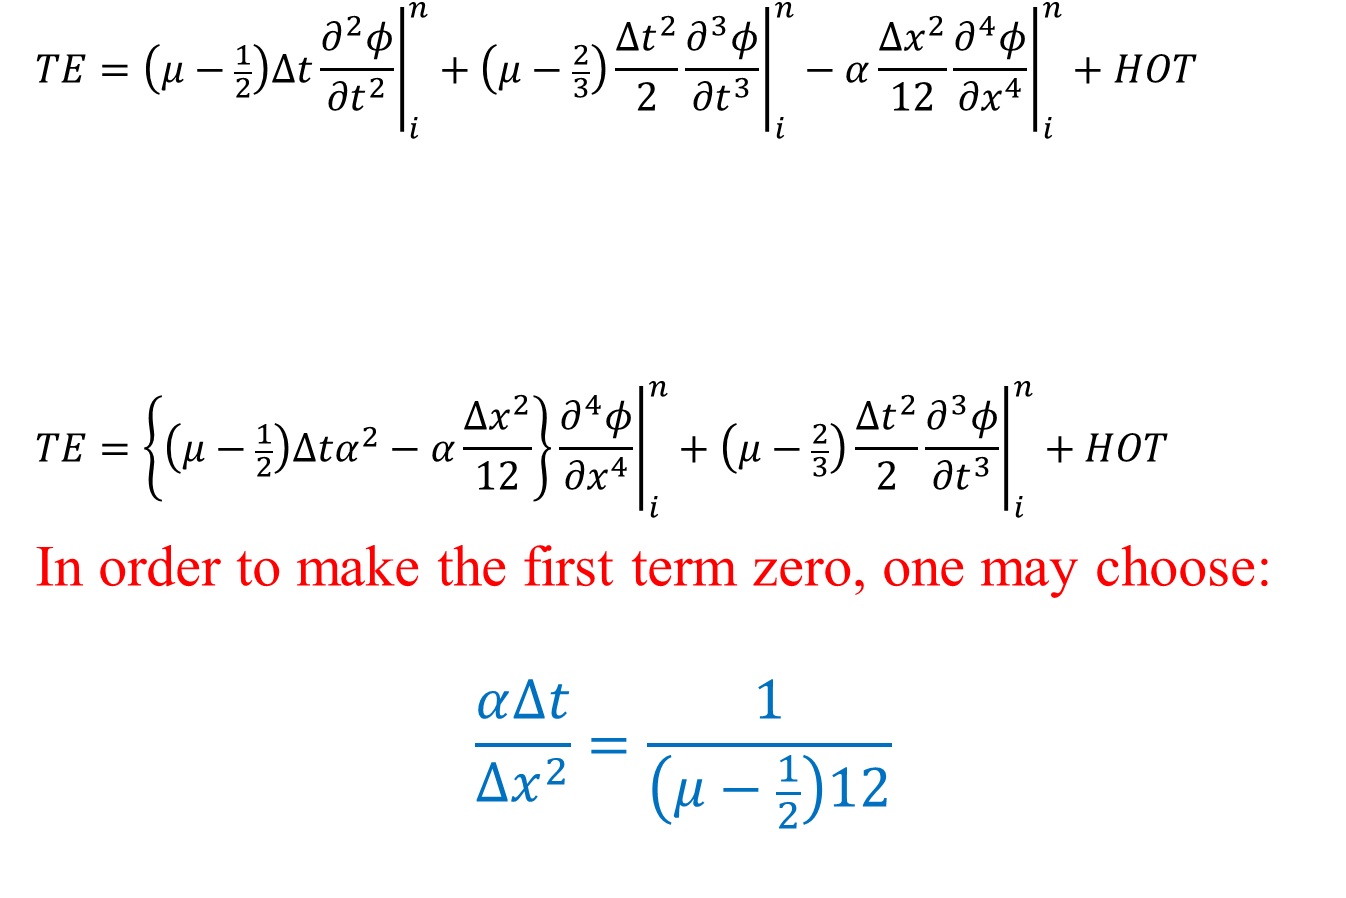 TE = (μ − 1/2)Δt ∂²ϕ/∂t²|ᵢⁿ + (μ − 2/3) Δt²/2 ∂³ϕ/∂t³|ᵢⁿ − α Δx²/12 ∂⁴ϕ/∂x⁴|ᵢⁿ + HOT
TE = {(μ − 1/2)Δtα² − α Δx²/12} ∂⁴ϕ/∂x⁴|ᵢⁿ + (μ − 2/3) Δt²/2 ∂³ϕ/∂t³|ᵢⁿ + HOT
In order to make the first term zero, one may choose:
αΔt/Δx² = 1/((μ − 1/2)12)